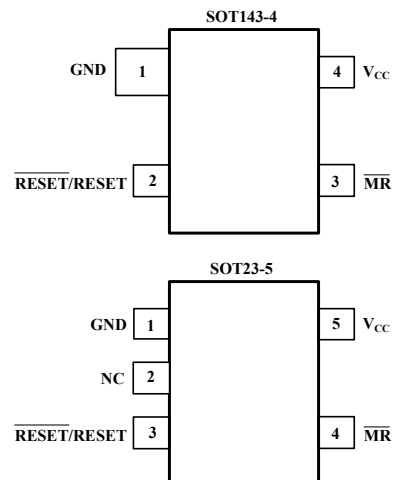 SOT143-4
GND 1 4 VCC
RESET/RESET 2 3 MR
SOT23-5
GND 1 5 VCC
NC 2
RESET/RESET 3 4 MR